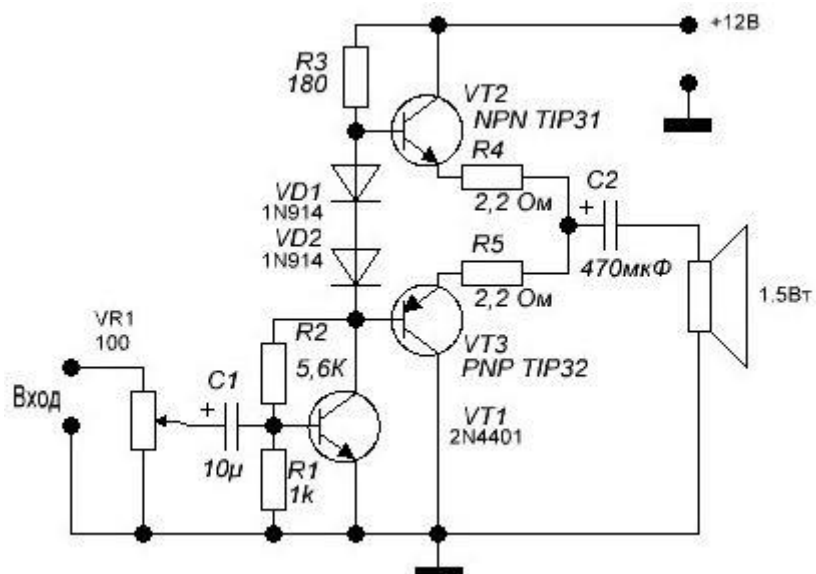 +12В
R3
180
VT2
NPN TIP31
R4
2,2 Ом
C2
+
470мкФ
VD1
1N914
VD2
1N914
R5
2,2 Ом
1.5Вт
VR1
100
R2
5,6К
VT3
PNP TIP32
Вход
C1
+
10µ
R1
1k
VT1
2N4401